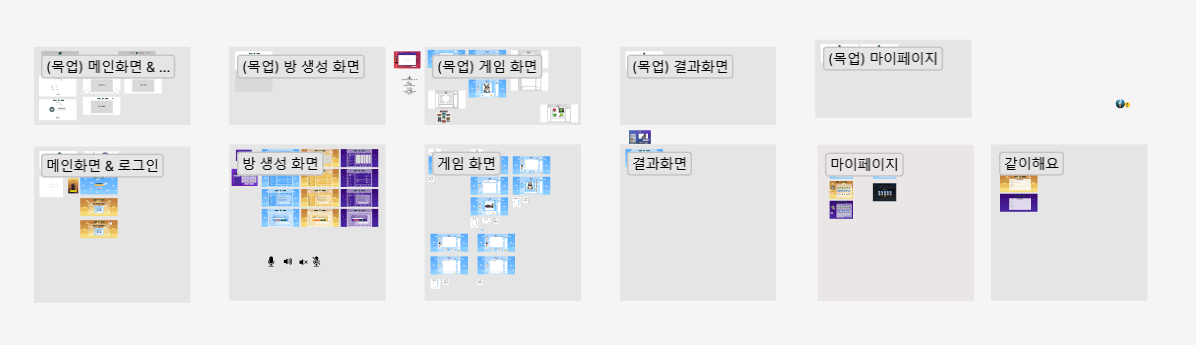 (목업) 메인화면 & ...
(목업) 방 생성 화면
(목업) 게임 화면
(목업) 결과화면
(목업) 마이페이지
메인화면 & 로그인
방 생성 화면
게임 화면
결과화면
마이페이지
같이해요